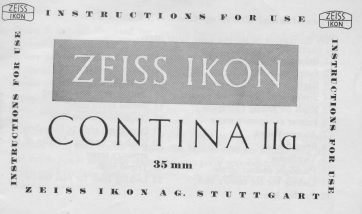 ZEISS
IKON
INSTRUCTIONS FOR USE
ZEISS
IKON
INSTRUCTIONS FOR USE
ZEISS IKON
CONTINA IIa
35 mm
INSTRUCTIONS FOR USE
ZEISS IKON AG. STUTTGART